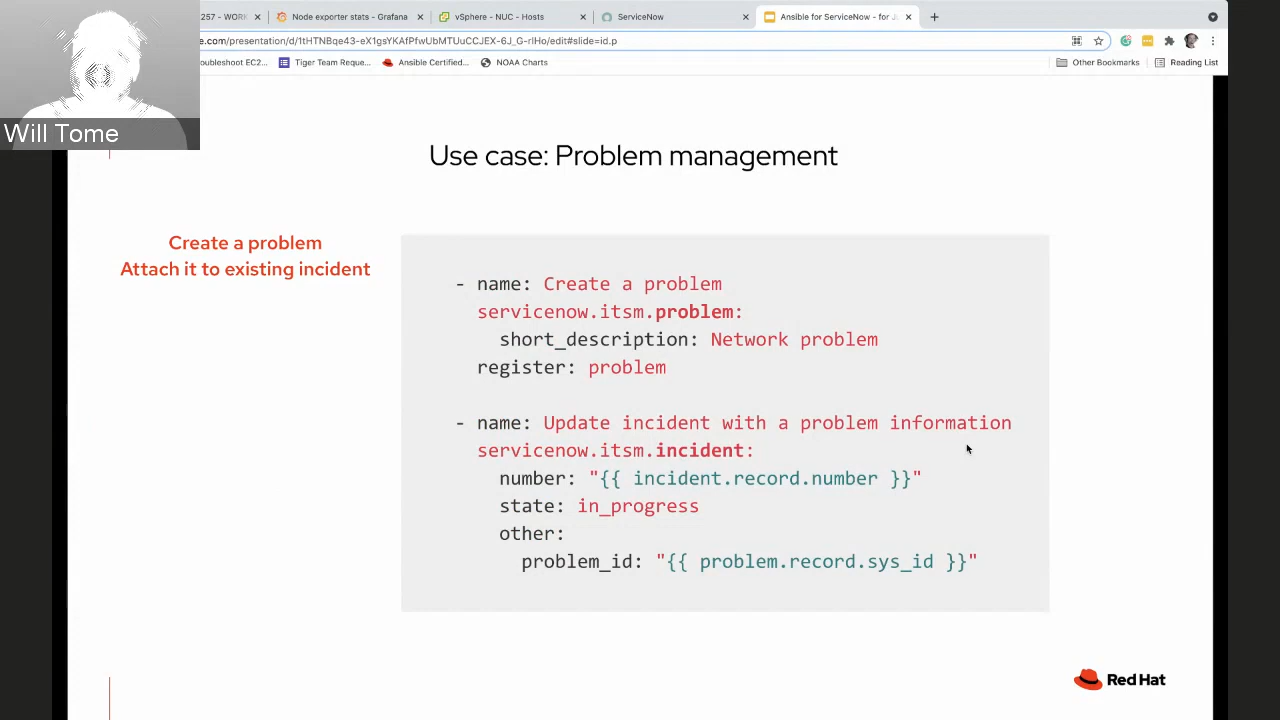 257 - WORK
Node exporter stats - Grafana
vSphere - NUC - Hosts
ServiceNow
Ansible for ServiceNow - for J
e.com/presentation/d/1tHTNBqe43-eX1gsYKAfPfwUbMTUuCCJEX-6J_G-rlHo/edit#slide=id.p
oubleshoot EC2...
Tiger Team Reque...
Ansible Certified...
NOAA Charts
Other Bookmarks
Reading List
Will Tome
Use case: Problem management
Create a problem
Attach it to existing incident
- name: Create a problem
servicenow.itsm.problem:
short_description: Network problem
register: problem
- name: Update incident with a problem information
servicenow.itsm.incident:
number: "{{ incident.record.number }}"
state: in_progress
other:
problem_id: "{{ problem.record.sys_id }}"
Red Hat